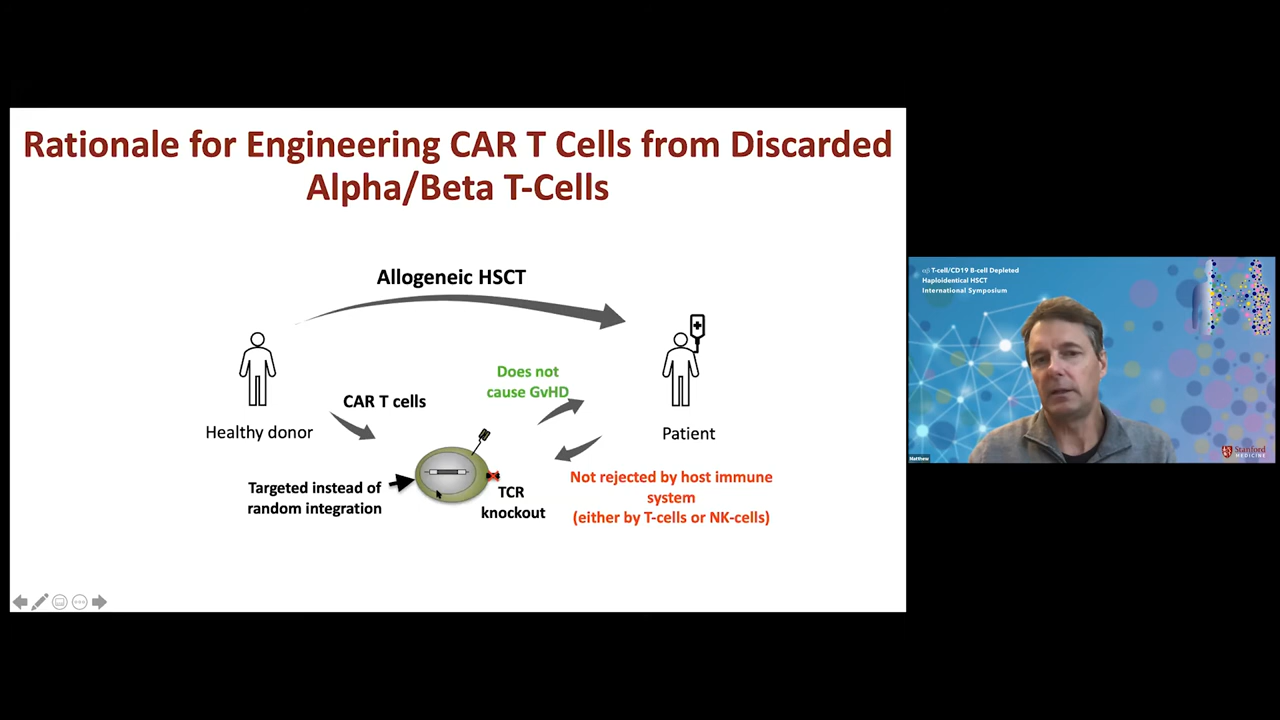 Rationale for Engineering CAR T Cells from Discarded
Alpha/Beta T-Cells
Allogeneic HSCT
Does not
cause GvHD
CAR T cells
Healthy donor
Patient
Targeted instead of
random integration
TCR
knockout
Not rejected by host immune
system
(either by T-cells or NK-cells)
αβ T-cell/CD19 B-cell Depleted
Haploidentical HSCT
International Symposium
Matthew
Stanford
MEDICINE